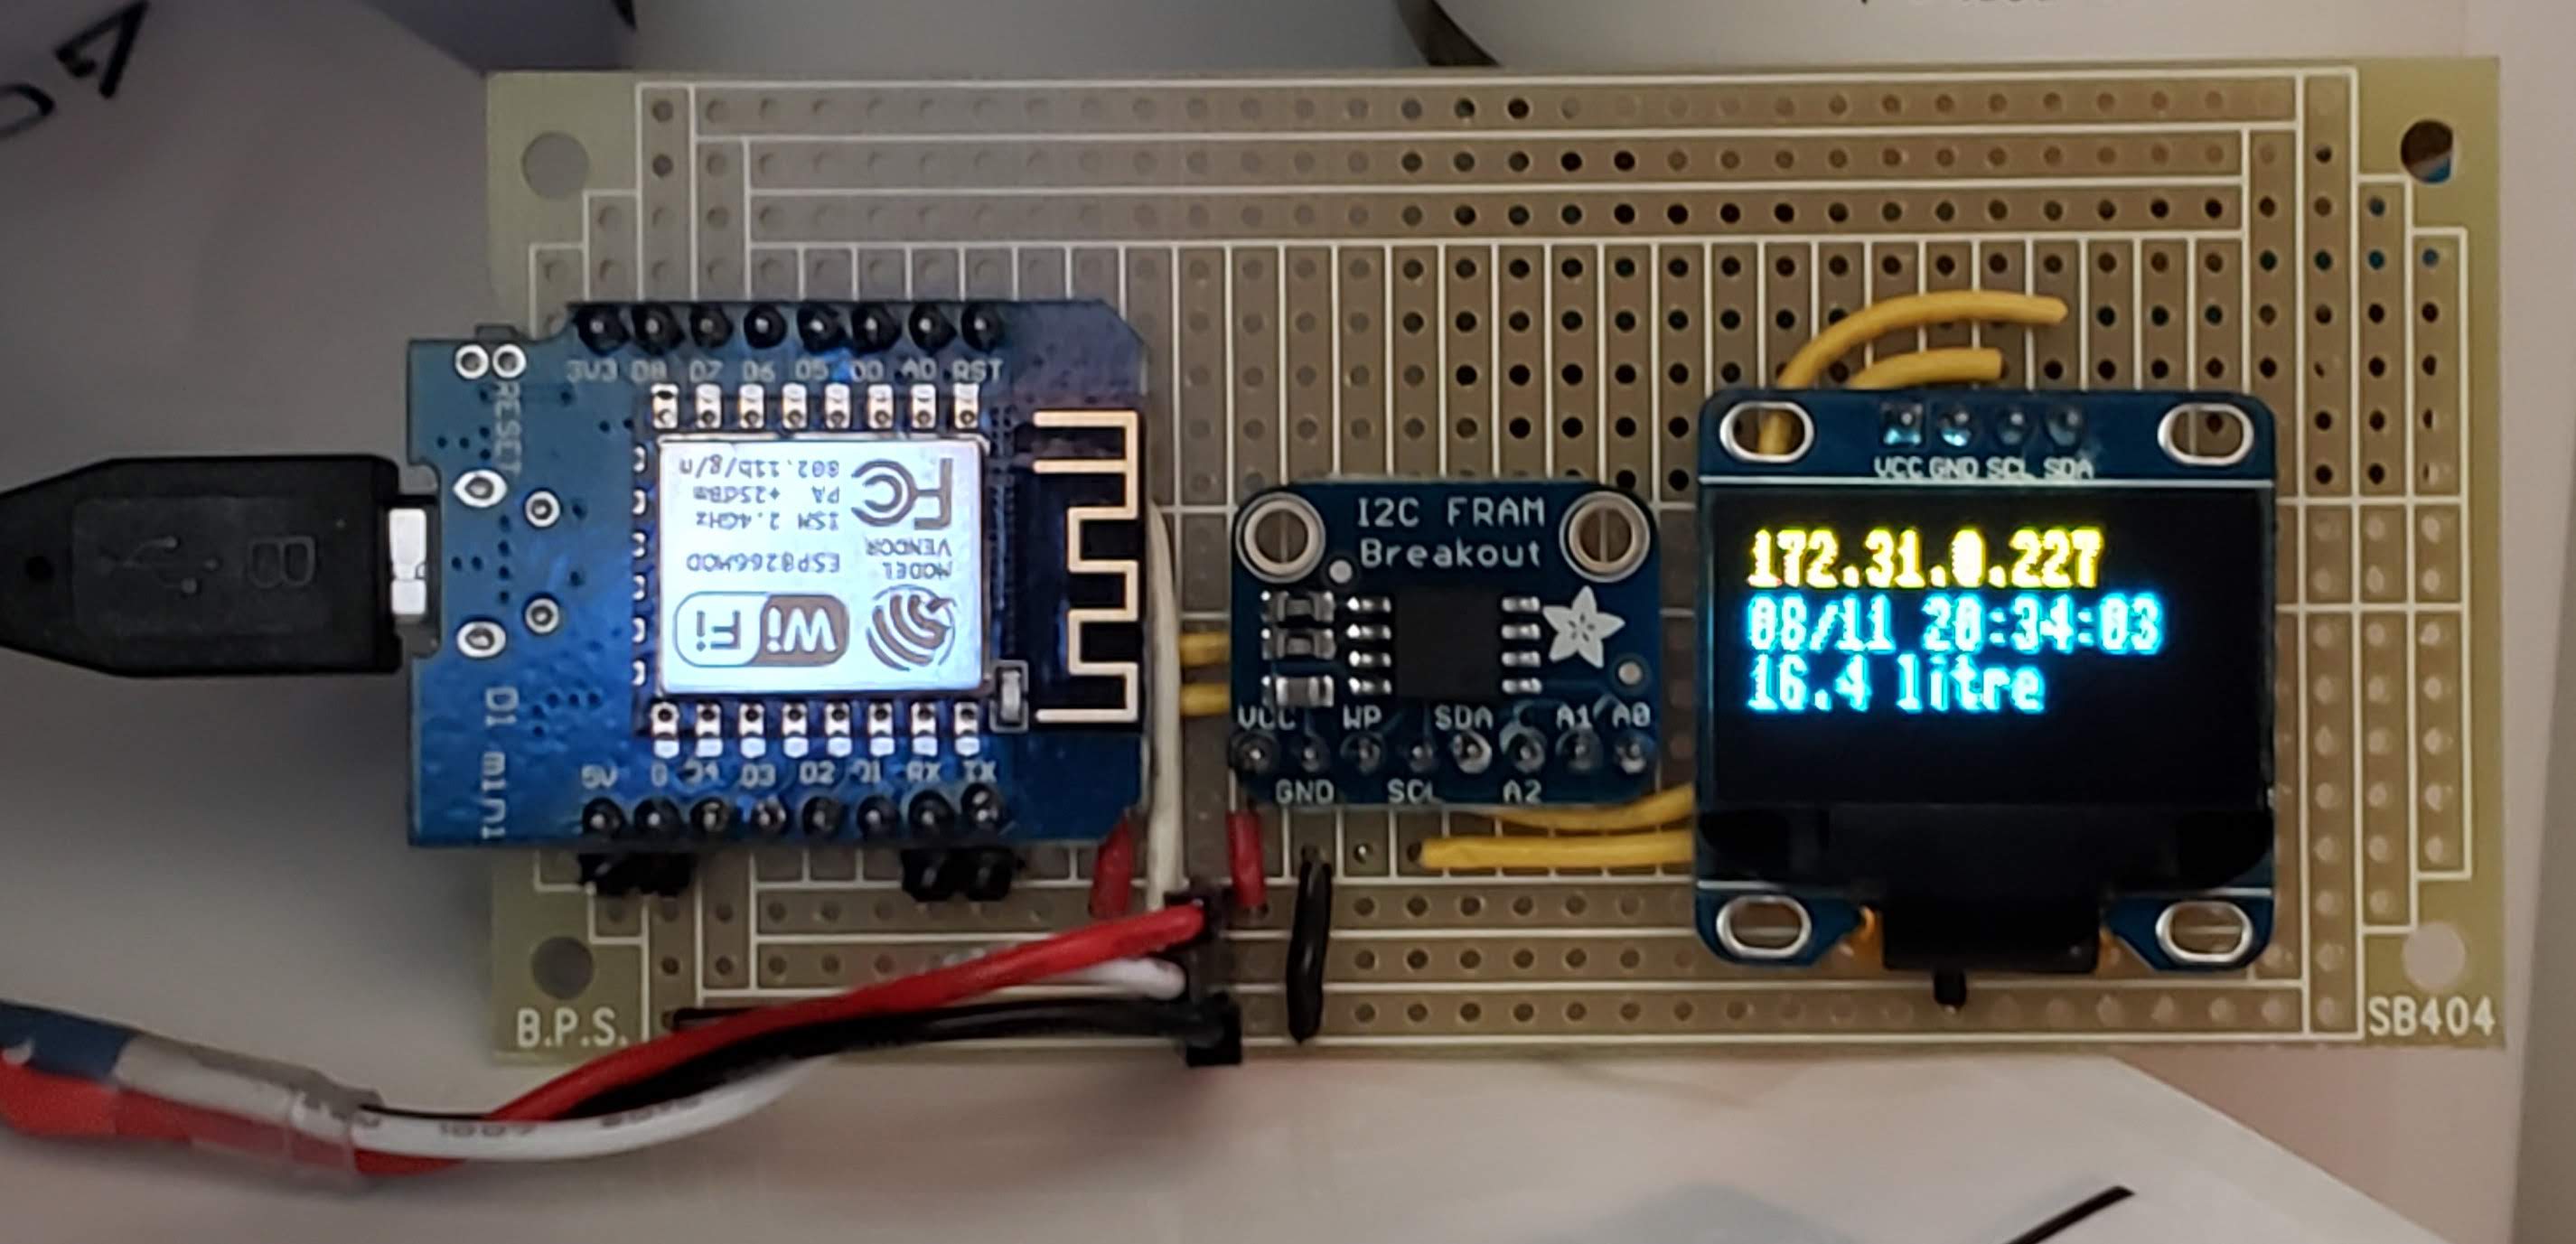 3V3 D8 D7 D6 D5 D0 A0 RST
RESET
802.11b/g/n
PA +25dBm
ISM 2.4GHz
FC
VENDOR
MODEL ESP8266MOD
WiFi
D1 mini
5V G D4 D3 D2 D1 RX TX
B
I2C FRAM
Breakout
VCC WP SDA A1 A0
GND SCL A2
VCC GND SCL SDA
172.31.0.227
08/11 20:34:03
16.4 litre
B.P.S.
SB404